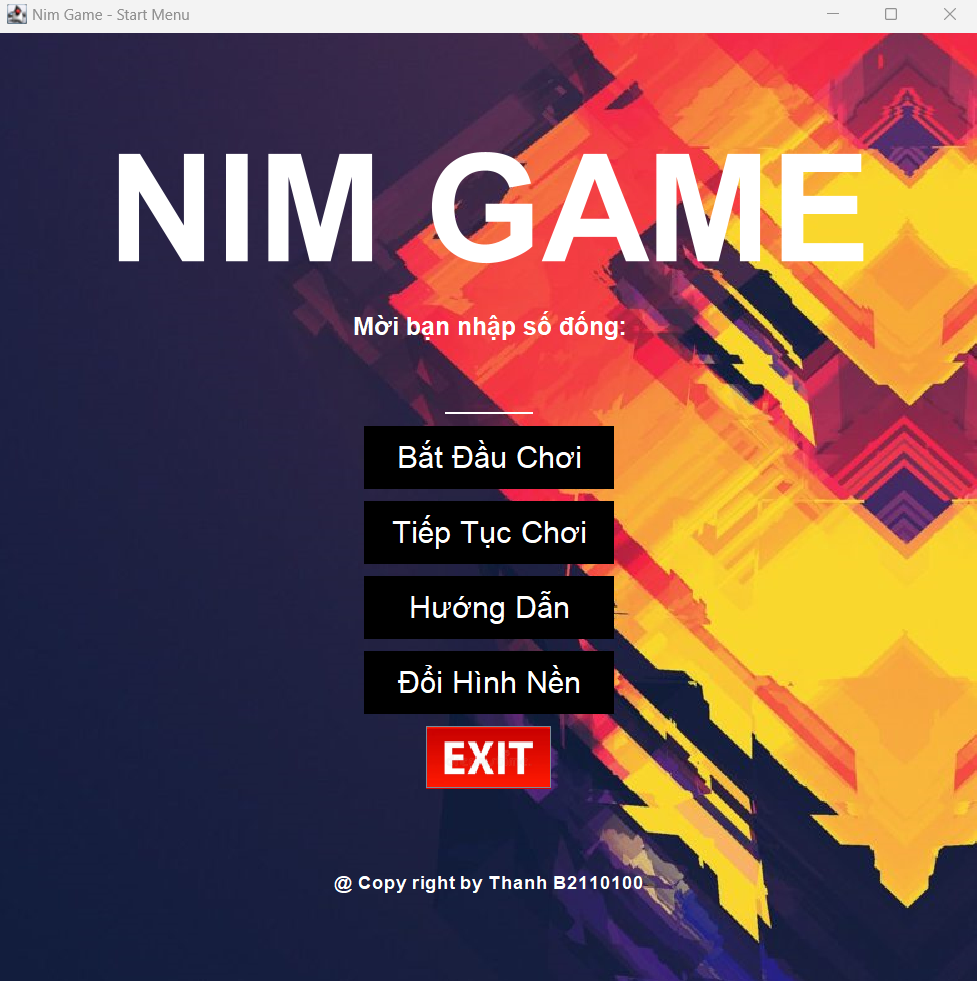 Nim Game - Start Menu
NIM GAME
Mời bạn nhập số đống:
Bắt Đầu Chơi
Tiếp Tục Chơi
Hướng Dẫn
Đổi Hình Nền
EXIT
@ Copy right by Thanh B2110100